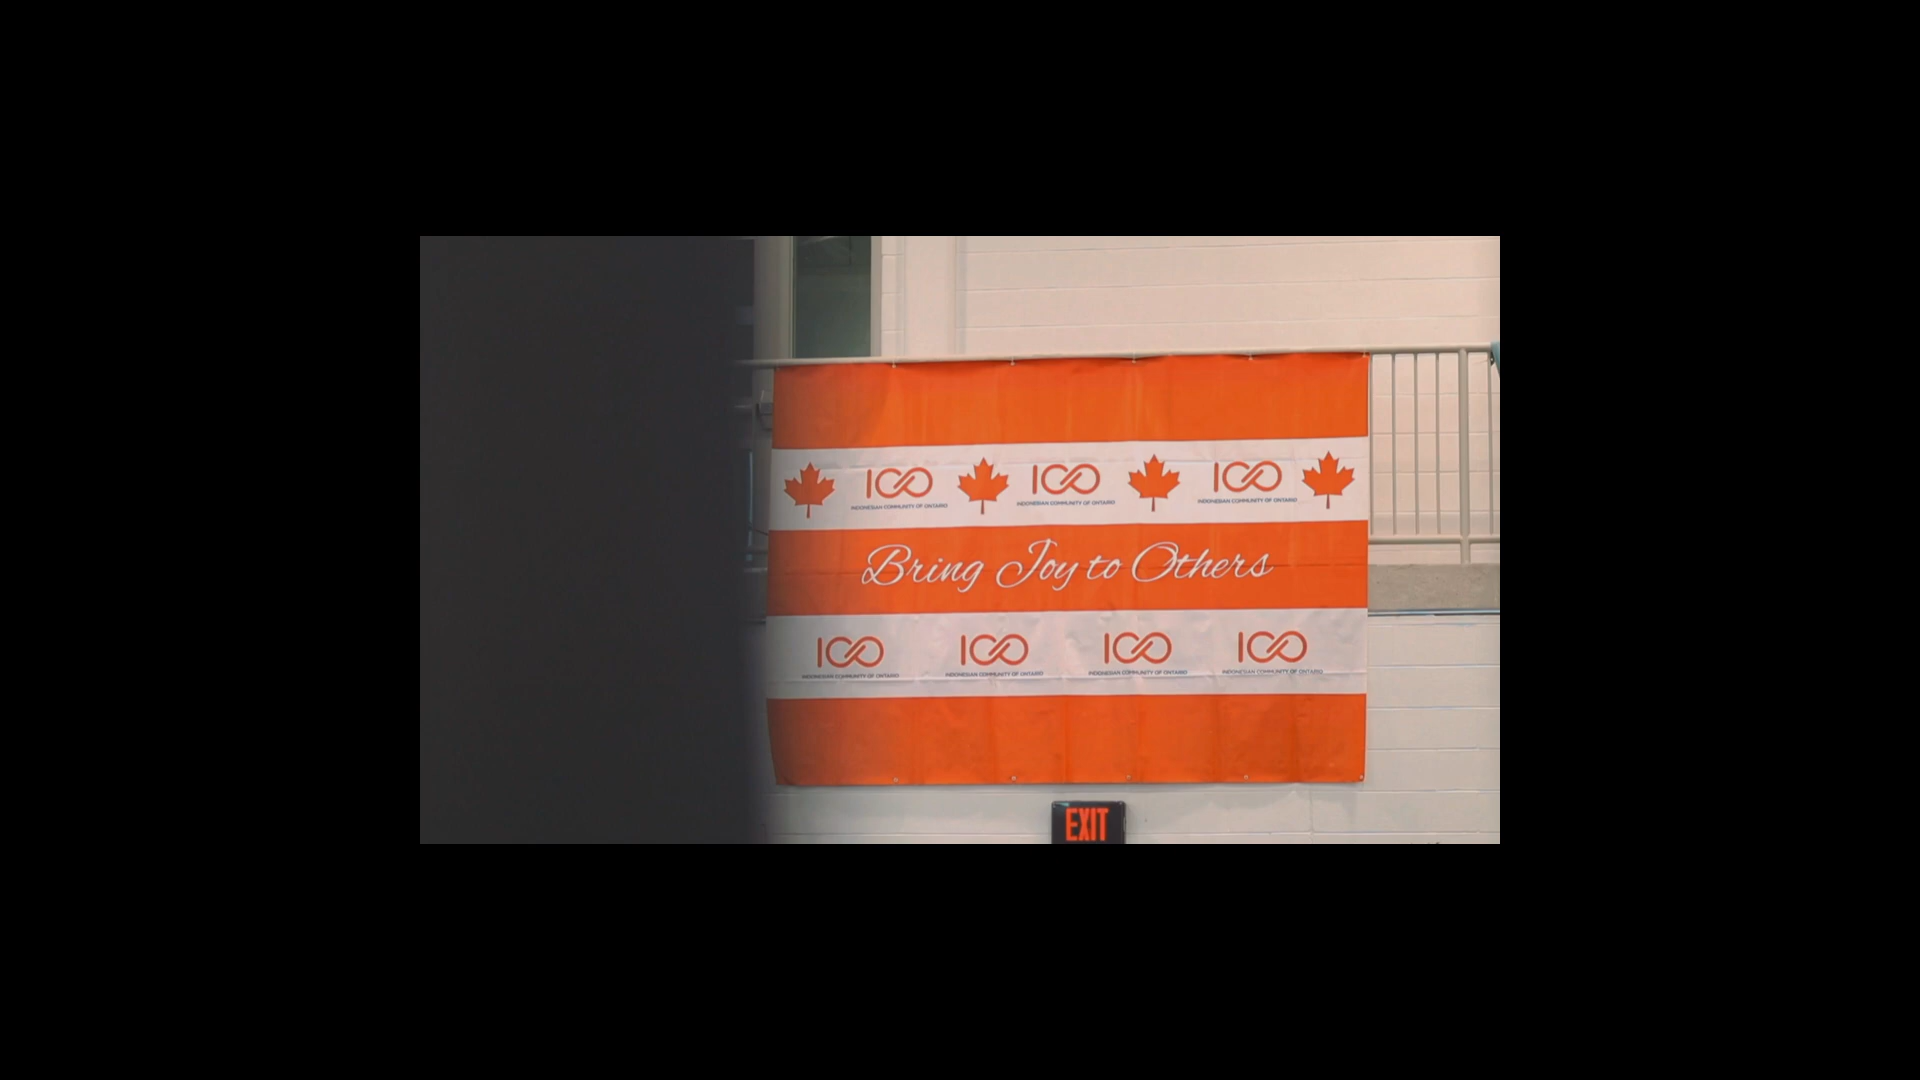 ICO ICO ICO
INDONESIAN COMMUNITY OF ONTARIO INDONESIAN COMMUNITY OF ONTARIO INDONESIAN COMMUNITY OF ONTARIO
Bring Joy to Others
ICO ICO ICO ICO
INDONESIAN COMMUNITY OF ONTARIO INDONESIAN COMMUNITY OF ONTARIO INDONESIAN COMMUNITY OF ONTARIO INDONESIAN COMMUNITY OF ONTARIO
EXIT